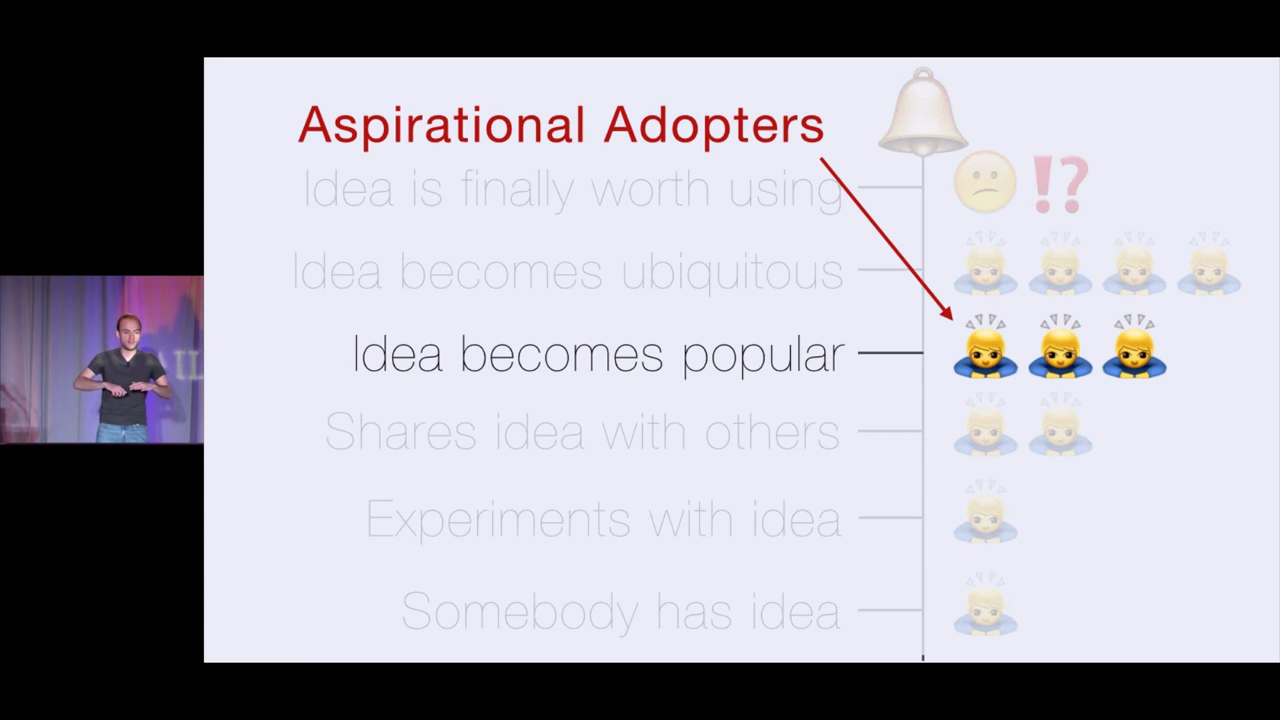 Aspirational Adopters
Idea is finally worth using
⁉
Idea becomes ubiquitous
Idea becomes popular
Shares idea with others
Experiments with idea
Somebody has idea